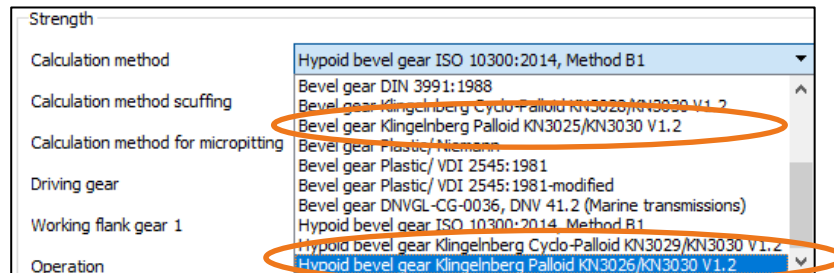 Strength
Calculation method
Hypoid bevel gear ISO 10300:2014, Method B1
Bevel gear DIN 3991:1988
Calculation method scuffing
Bevel gear Klingelnberg Cyclo-Palloid KN3028/KN3030 V1.2
Bevel gear Klingelnberg Palloid KN3025/KN3030 V1.2
Calculation method for micropitting
Bevel gear Plastic/ Niemann
Bevel gear Plastic/ VDI 2545:1981
Driving gear
Bevel gear Plastic/ VDI 2545:1981-modified
Bevel gear DNVGL-CG-0036, DNV 41.2 (Marine transmissions)
Working flank gear 1
Hypoid bevel gear ISO 10300:2014, Method B1
Hypoid bevel gear Klingelnberg Cyclo-Palloid KN3029/KN3030 V1.2
Operation
Hypoid bevel gear Klingelnberg Palloid KN3026/KN3030 V1.2